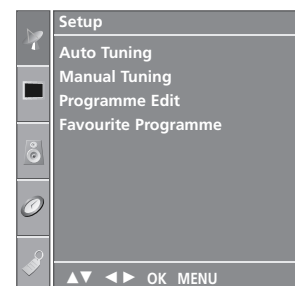 Setup
Auto Tuning
Manual Tuning
Programme Edit
Favourite Programme
▲▼ ◄► OK MENU